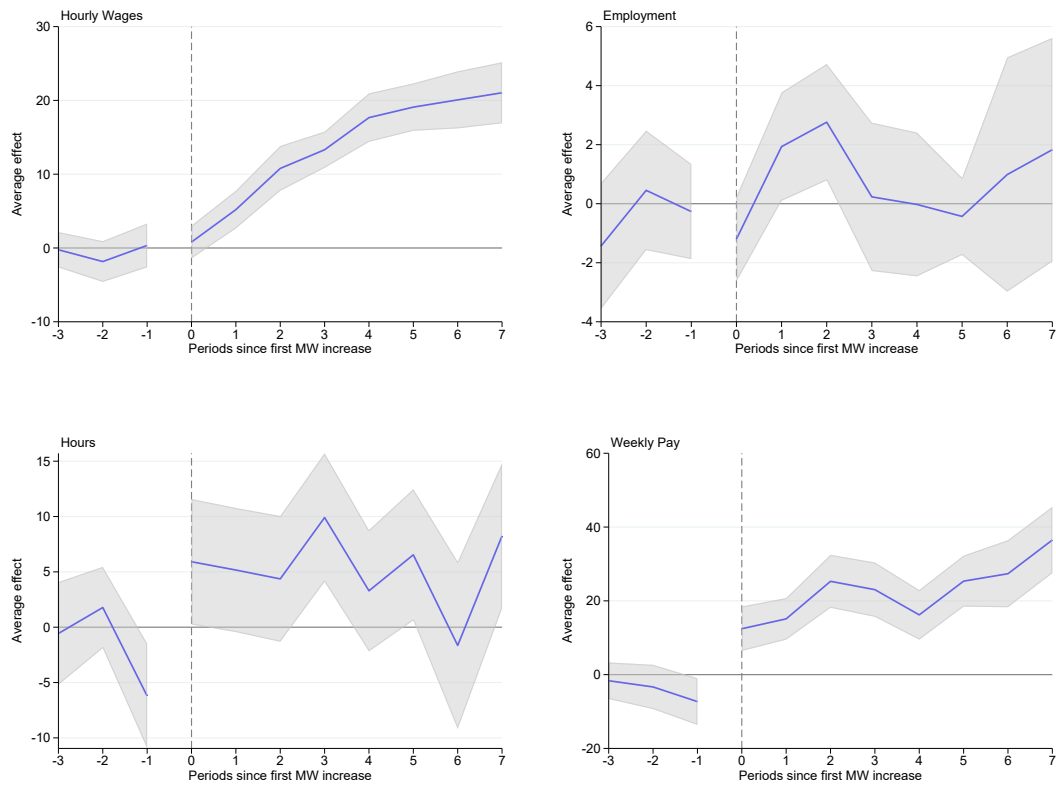 Hourly Wages
Average effect
30
20
10
0
-10
-3 -2 -1 0 1 2 3 4 5 6 7
Periods since first MW increase
Employment
Average effect
6
4
2
0
-2
-4
-3 -2 -1 0 1 2 3 4 5 6 7
Periods since first MW increase
Hours
Average effect
15
10
5
0
-5
-10
-3 -2 -1 0 1 2 3 4 5 6 7
Periods since first MW increase
Weekly Pay
Average effect
60
40
20
0
-20
-3 -2 -1 0 1 2 3 4 5 6 7
Periods since first MW increase